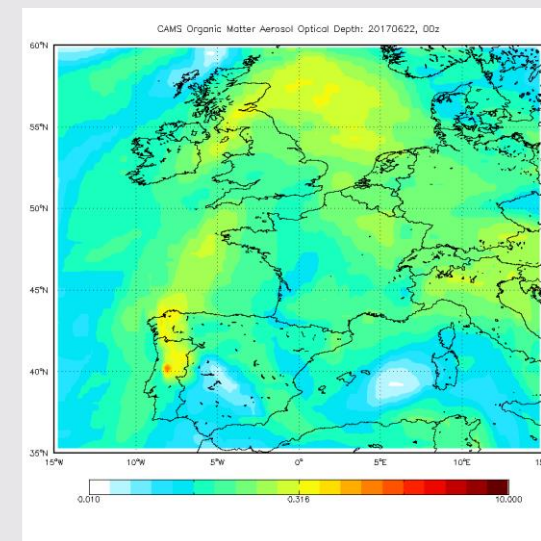 CAMS Organic Matter Aerosol Optical Depth: 20170622, 00z
60°N
55°N
50°N
45°N
40°N
35°N
15°W 10°W 5°W 0° 5°E 10°E 15
0.010 0.316 10.000